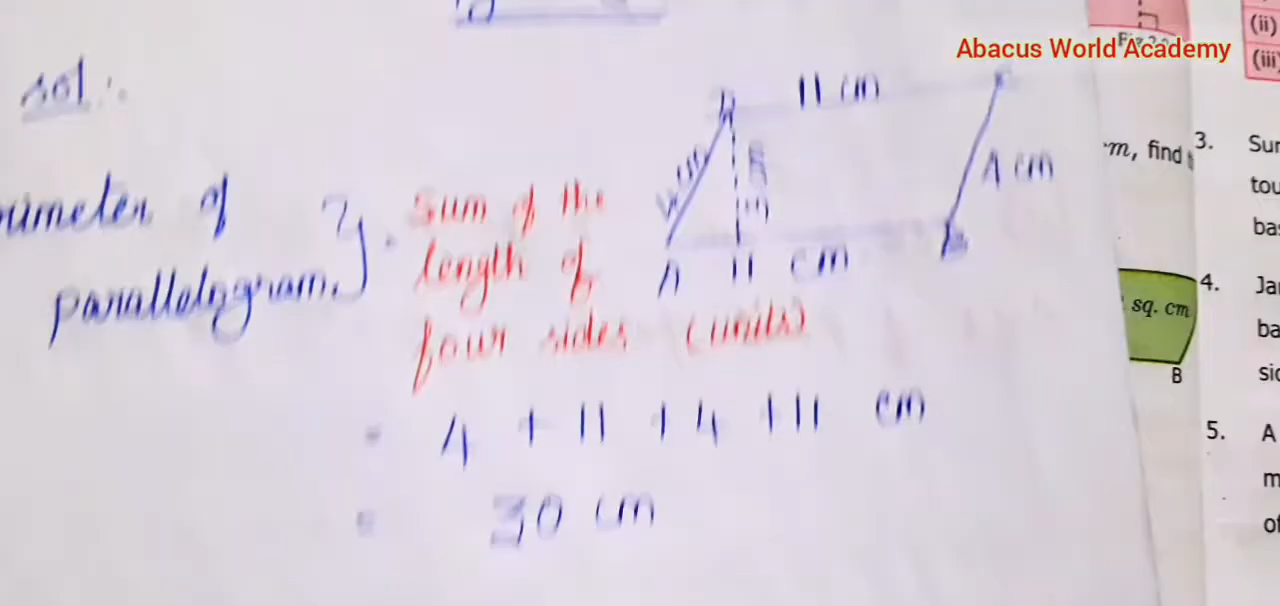 Abacus World Academy
sol:
of
parallelogram
sum of the
length of
four sides (units)
= 4 + 11 + 4 + 11 cm
= 30 cm
11 cm
4 cm
A 11 cm B
(ii)
(iii)
m, find
3.
sq. cm
B
4.
5. A